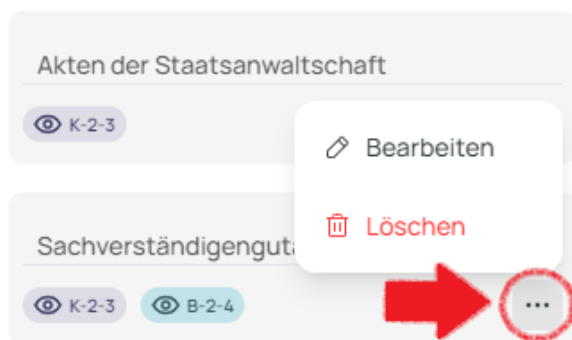 Akten der Staatsanwaltschaft
K-2-3
Bearbeiten
Löschen
K-2-3 B-2-4